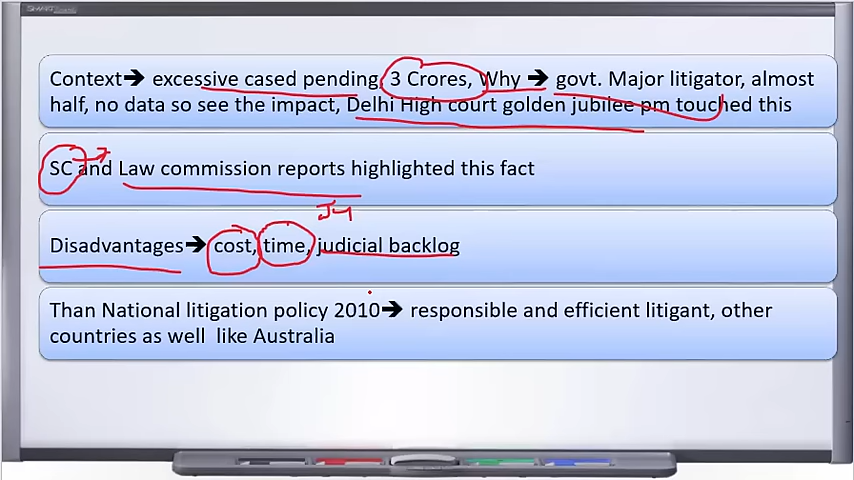 SMART
Context➔ excessive cased pending, 3 Crores, Why ➔ govt. Major litigator, almost
half, no data so see the impact, Delhi High court golden jubilee pm touched this
SC and Law commission reports highlighted this fact
Disadvantages➔ cost, time, judicial backlog
Than National litigation policy 2010➔ responsible and efficient litigant, other
countries as well like Australia